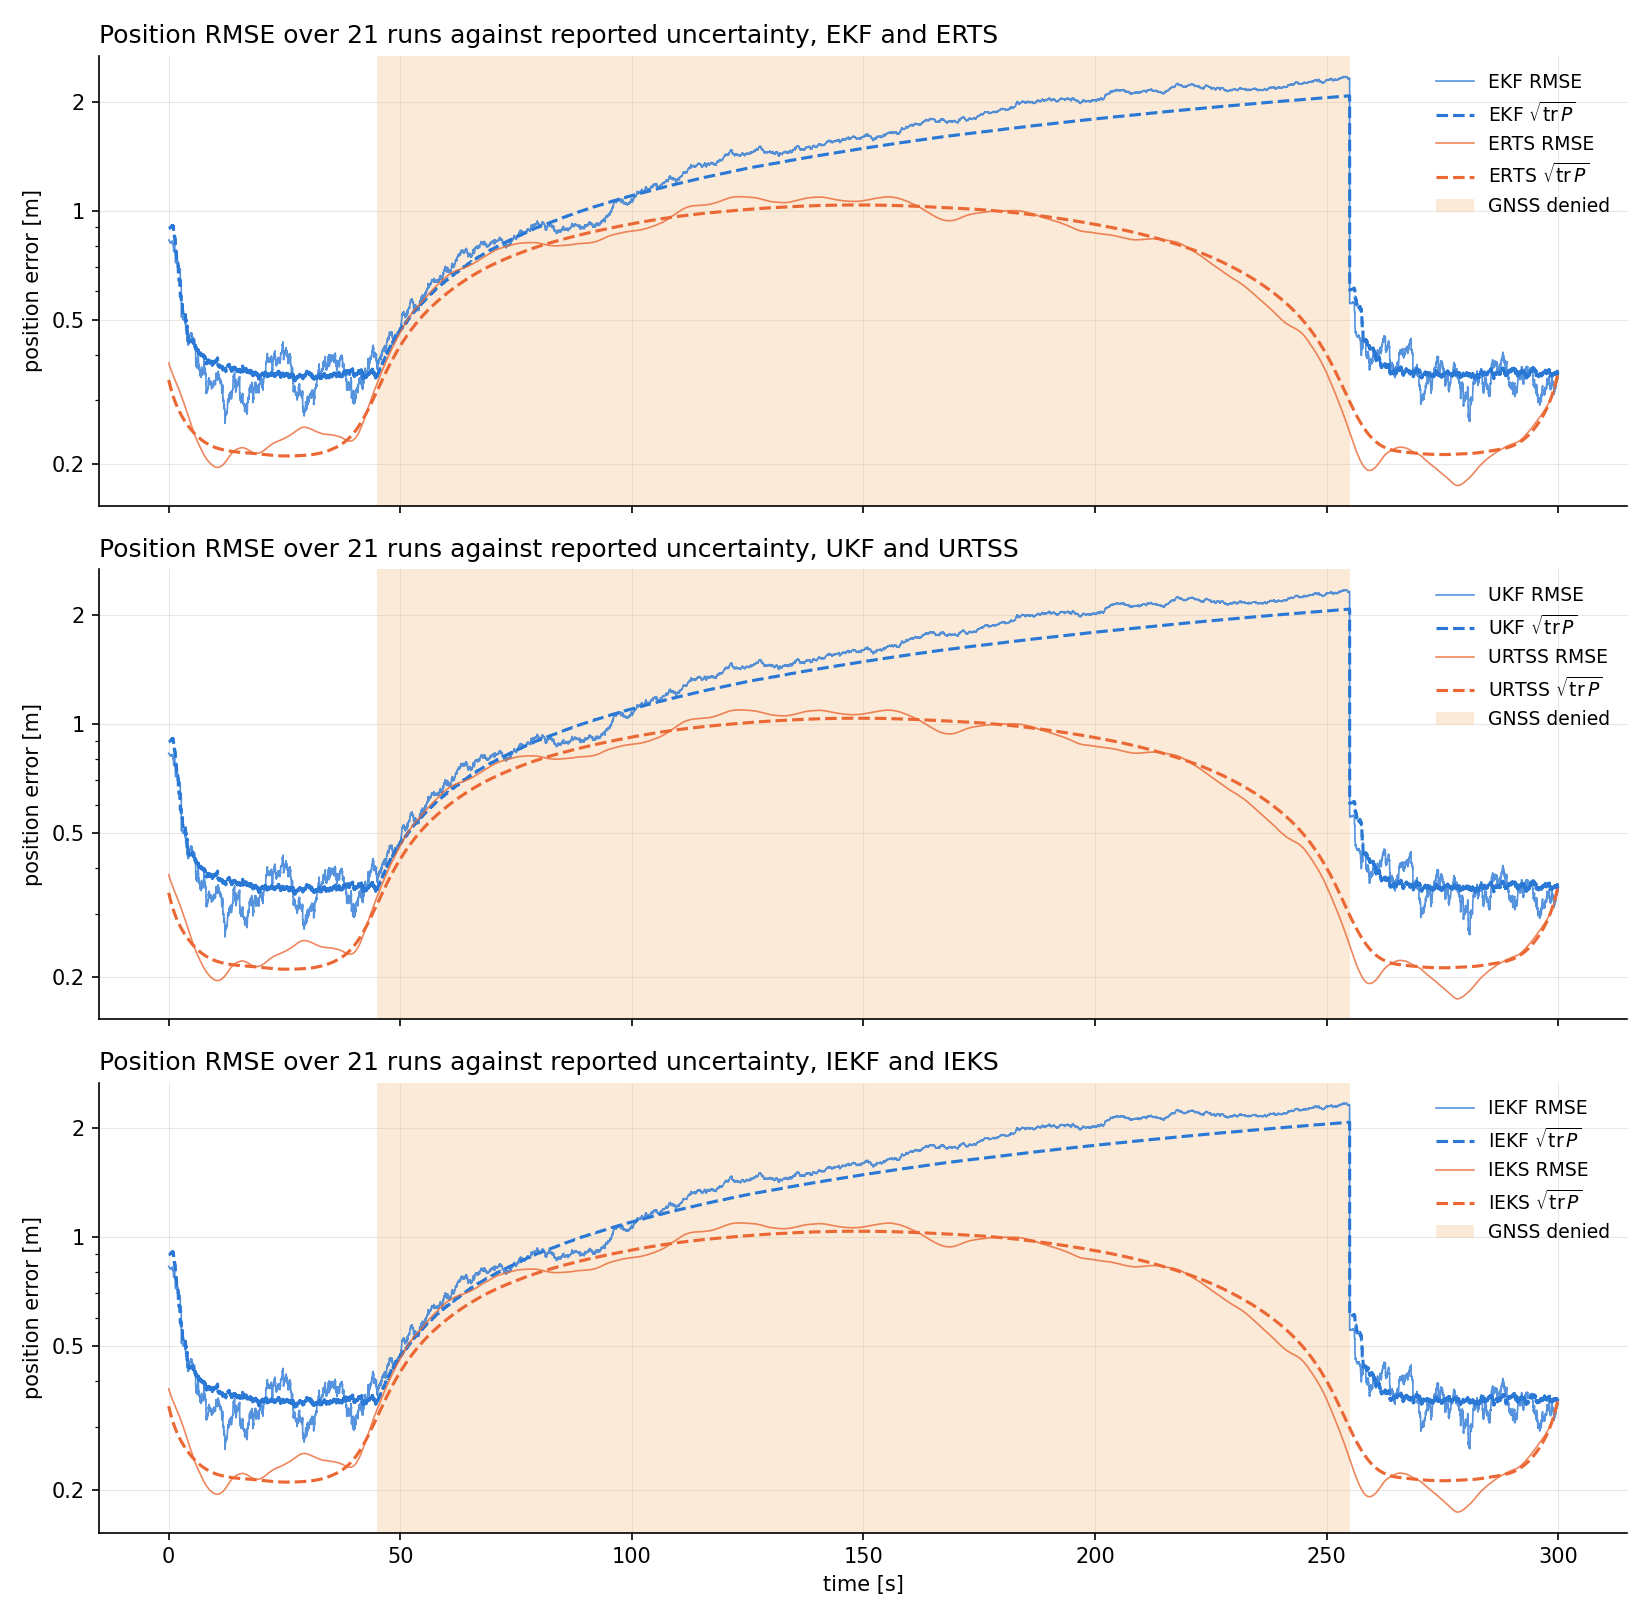 Position RMSE over 21 runs against reported uncertainty, EKF and ERTS
position error [m]
2
1
0.5
0.2
EKF RMSE
EKF √tr P
ERTS RMSE
ERTS √tr P
GNSS denied
Position RMSE over 21 runs against reported uncertainty, UKF and URTSS
position error [m]
2
1
0.5
0.2
UKF RMSE
UKF √tr P
URTSS RMSE
URTSS √tr P
GNSS denied
Position RMSE over 21 runs against reported uncertainty, IEKF and IEKS
position error [m]
2
1
0.5
0.2
IEKF RMSE
IEKF √tr P
IEKS RMSE
IEKS √tr P
GNSS denied
0 50 100 150 200 250 300
time [s]